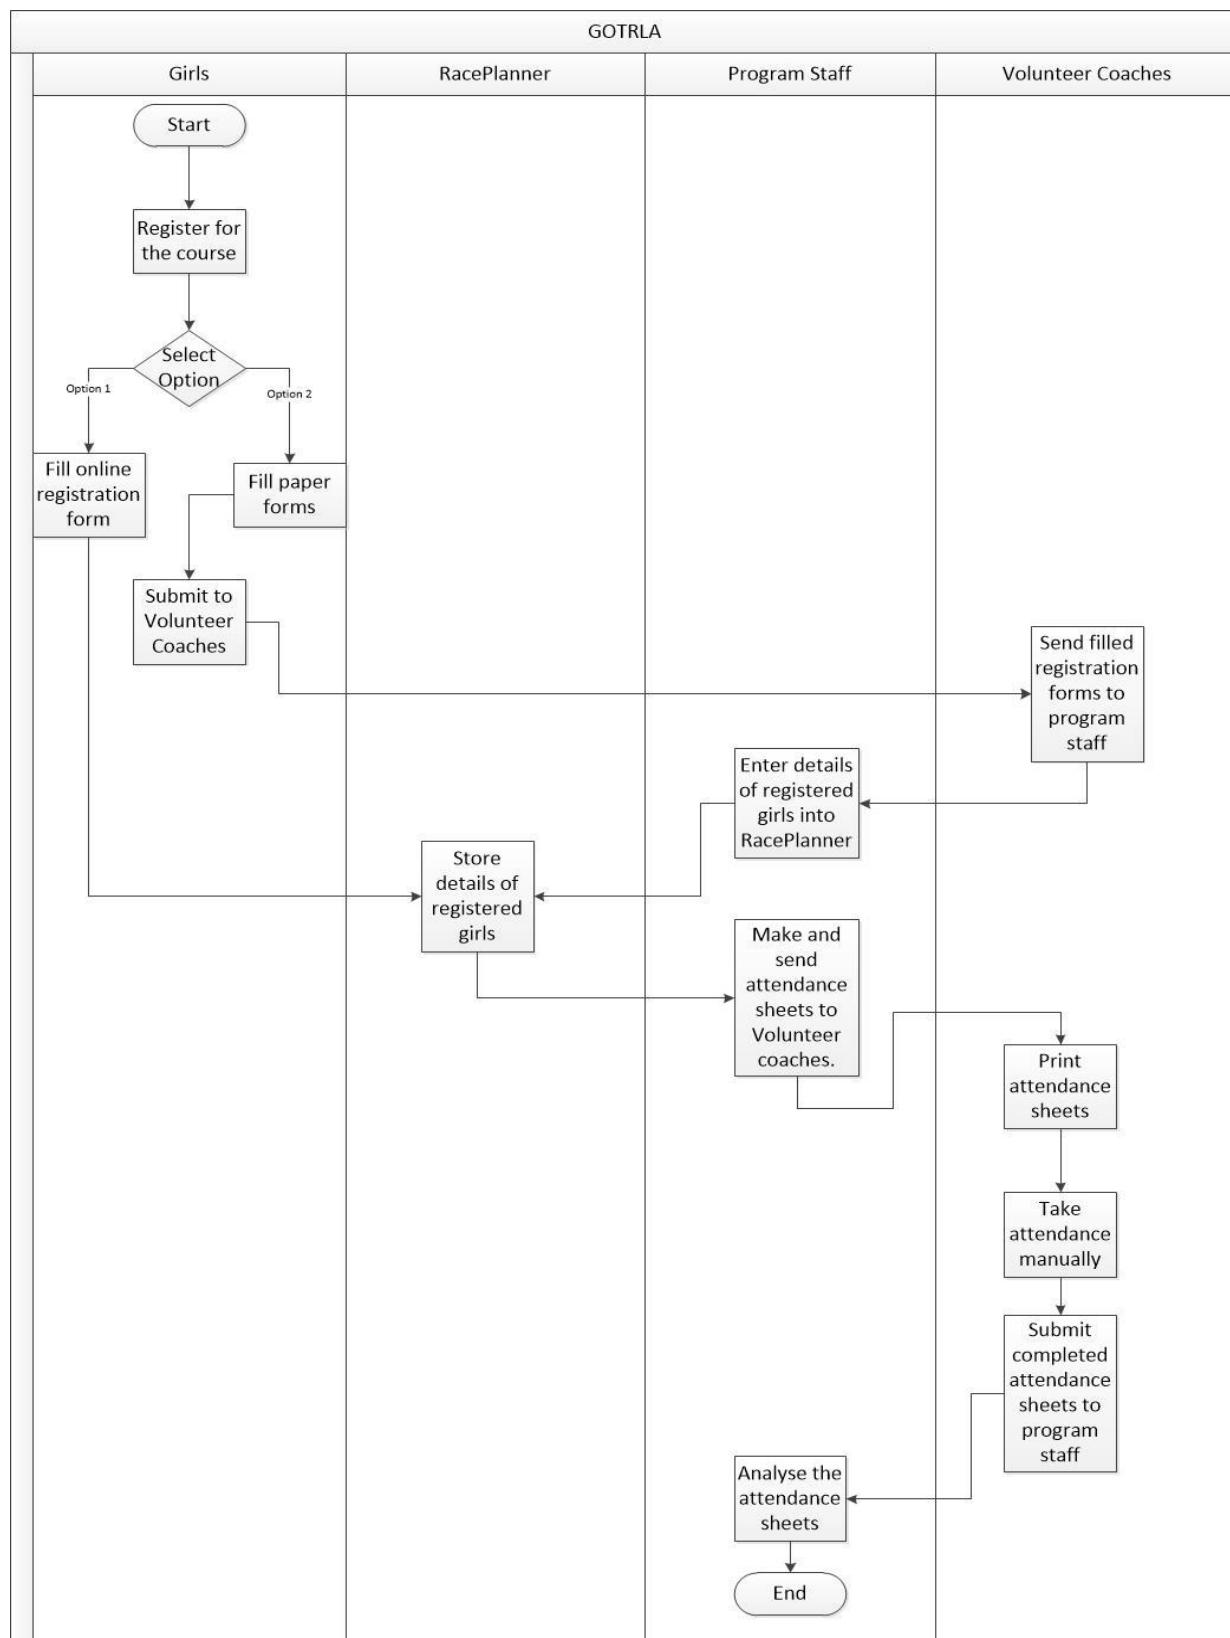 GOTRLA
Girls
RacePlanner
Program Staff
Volunteer Coaches
Start
Register for
the course
Select
Option
Option 1
Option 2
Fill online
registration
form
Fill paper
forms
Submit to
Volunteer
Coaches
Send filled
registration
forms to
program
staff
Enter details
of registered
girls into
RacePlanner
Store
details of
registered
girls
Make and
send
attendance
sheets to
Volunteer
coaches.
Print
attendance
sheets
Take
attendance
manually
Submit
completed
attendance
sheets to
program
staff
Analyse the
attendance
sheets
End